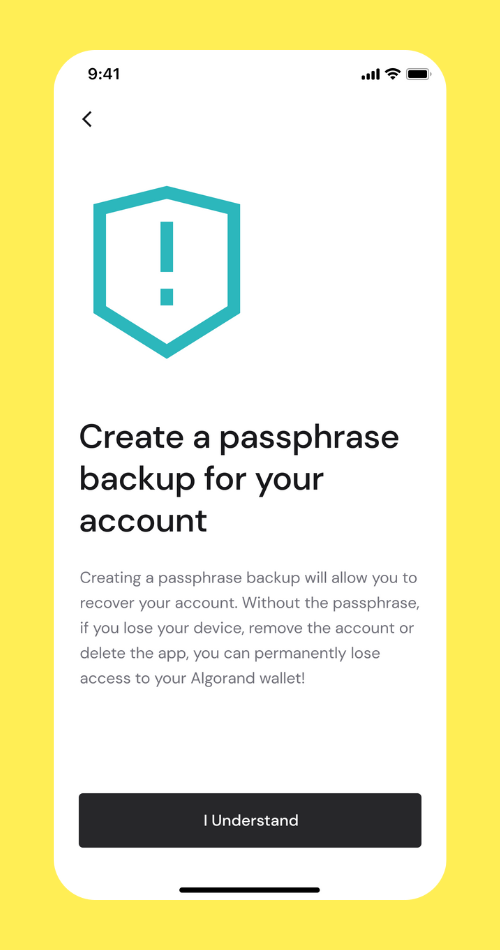 9:41
Create a passphrase
backup for your
account
Creating a passphrase backup will allow you to
recover your account. Without the passphrase,
if you lose your device, remove the account or
delete the app, you can permanently lose
access to your Algorand wallet!
I Understand